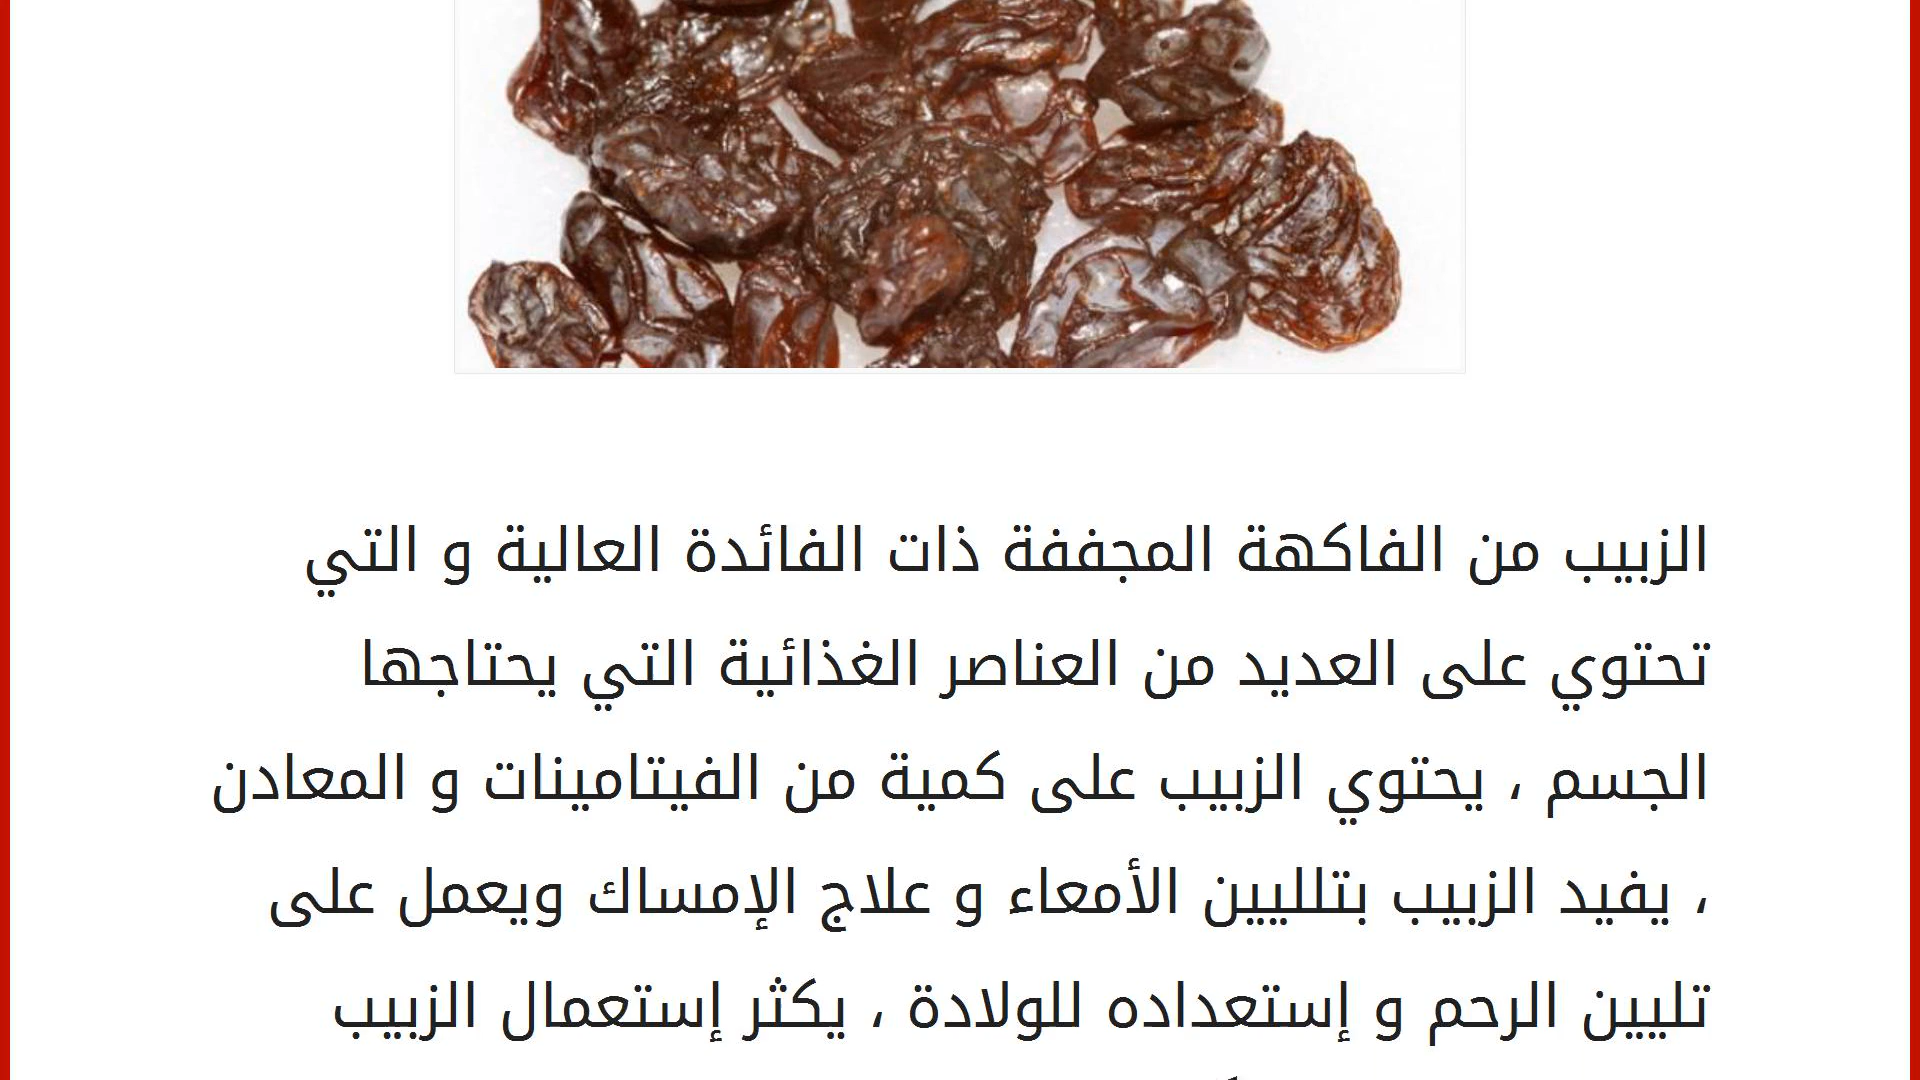 الزبيب من الفاكهة المجففة ذات الفائدة العالية و التي
تحتوي على العديد من العناصر الغذائية التي يحتاجها
الجسم ، يحتوي الزبيب على كمية من الفيتامينات و المعادن
، يفيد الزبيب بتلليين الأمعاء و علاج الإمساك ويعمل على
تليين الرحم و إستعداده للولادة ، يكثر إستعمال الزبيب